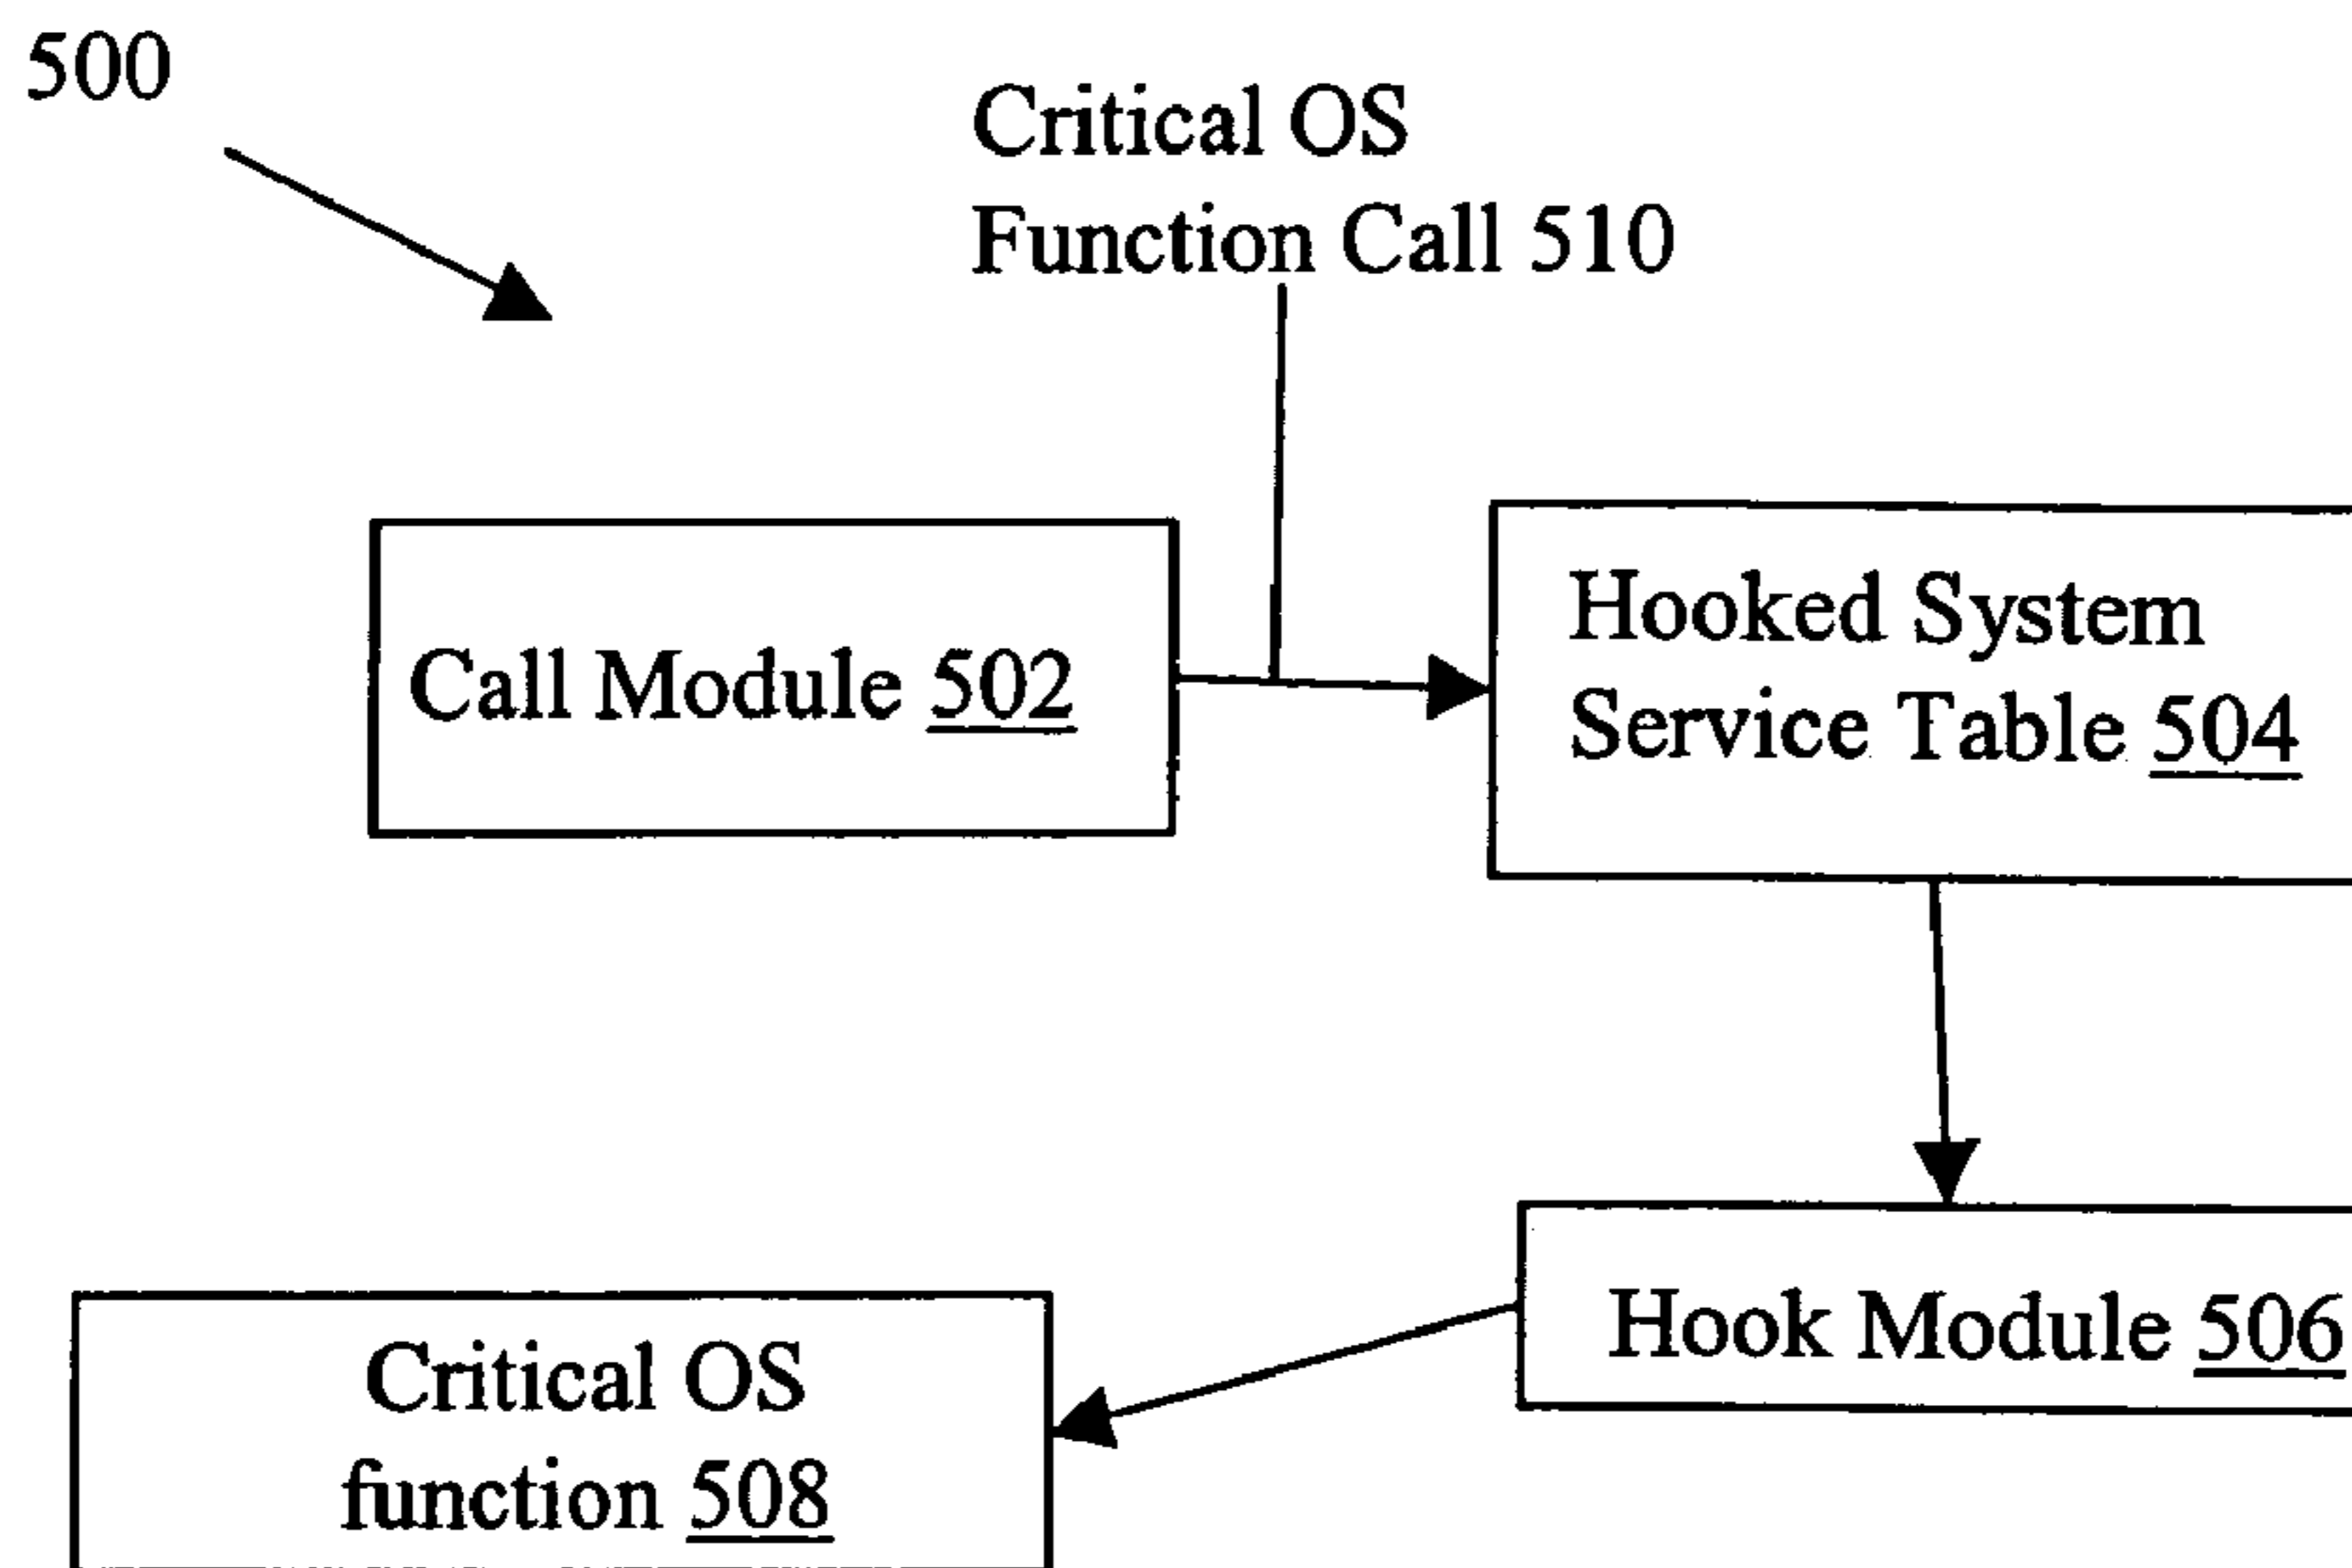 500
Critical OS
Function Call 510
Call Module 502
Hooked System
Service Table 504
Hook Module 506
Critical OS
function 508